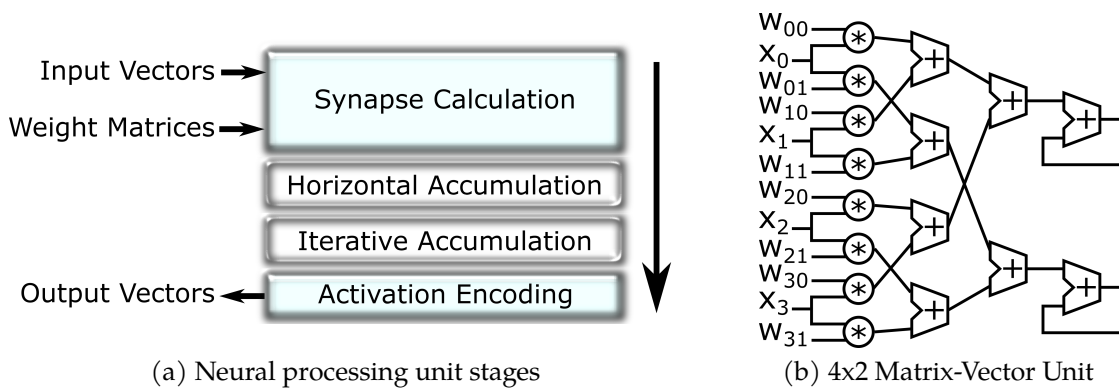 Input Vectors
Weight Matrices
Synapse Calculation
Horizontal Accumulation
Iterative Accumulation
Output Vectors
Activation Encoding
(a) Neural processing unit stages
W00
X0
W01
W10
X1
W11
W20
X2
W21
W30
X3
W31
*
*
*
*
*
*
*
*
+
+
+
+
+
+
+
+
(b) 4x2 Matrix-Vector Unit